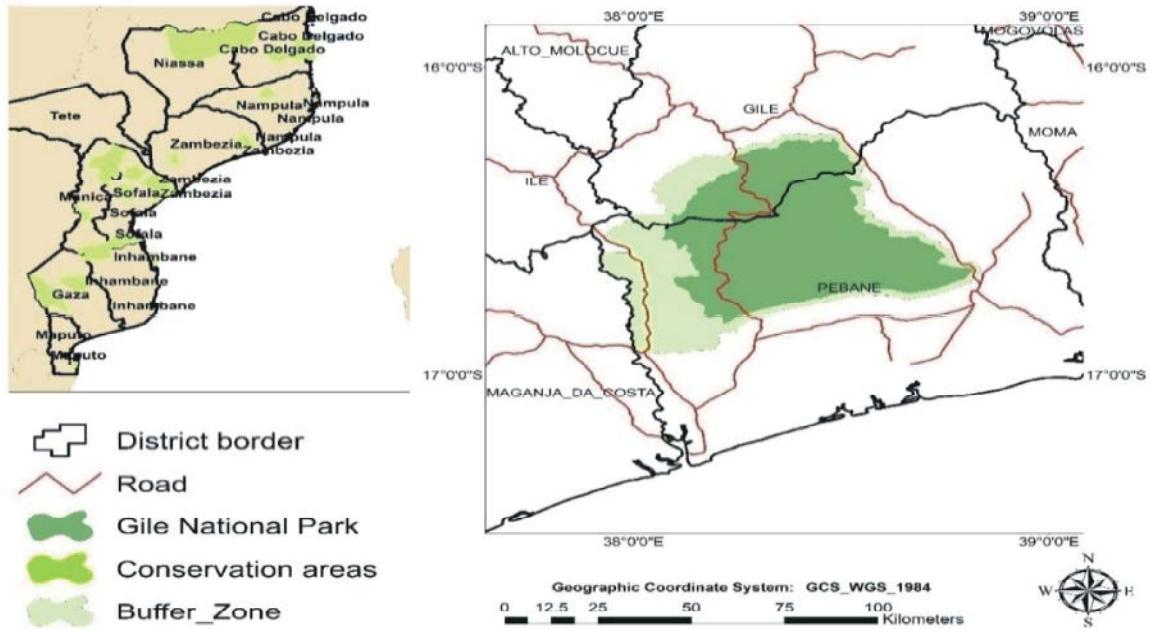 Cabo Delgado
Cabo Delgado
Cabo Delgado
Niassa
Nampula
Nampula
Nampula
Tete
Nampula
Zambezia
Zambezia
Zambezia
Manica
Sofala
Zambezia
Sofala
Sofala
Inhambane
Inhambane
Gaza
Inhambane
Maputo
Maputo
38°0'0"E
39°0'0"E
MOGOVOLAS
ALTO_MOLOCUE
16°0'0"S
16°0'0"S
GILE
MOMA
ILE
PEBANE
17°0'0"S
17°0'0"S
MAGANJA_DA_COSTA
38°0'0"E
39°0'0"E
District border
Road
Gile National Park
Conservation areas
Buffer_Zone
Geographic Coordinate System: GCS_WGS_1984
0 12.5 25 50 75 100
Kilometers
N
W E
S